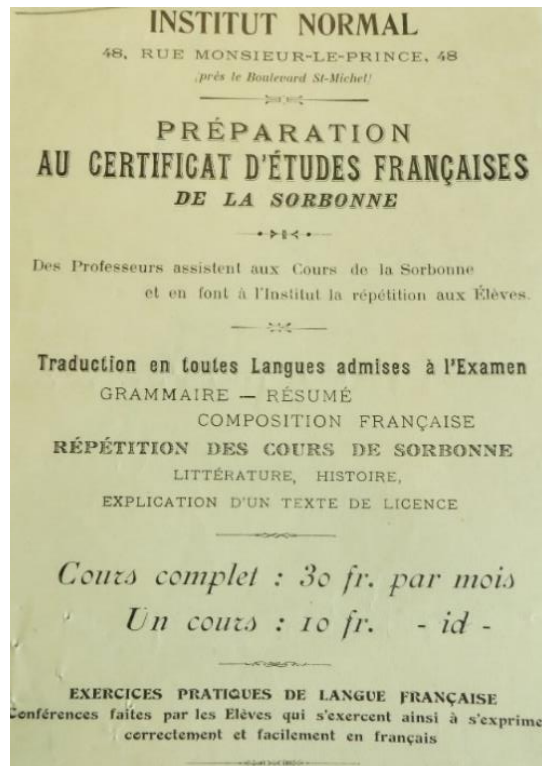 INSTITUT NORMAL
48, RUE MONSIEUR-LE-PRINCE, 48
(près le Boulevard St-Michel)
PRÉPARATION
AU CERTIFICAT D'ÉTUDES FRANÇAISES
DE LA SORBONNE
Des Professeurs assistent aux Cours de la Sorbonne
et en font à l'Institut la répétition aux Élèves.
Traduction en toutes Langues admises à l'Examen
GRAMMAIRE — RÉSUMÉ
COMPOSITION FRANÇAISE
RÉPÉTITION DES COURS DE SORBONNE
LITTÉRATURE, HISTOIRE,
EXPLICATION D'UN TEXTE DE LICENCE
Cours complet : 30 fr. par mois
Un cours : 10 fr. - id -
EXERCICES PRATIQUES DE LANGUE FRANÇAISE
Conférences faites par les Elèves qui s'exercent ainsi à s'exprime
correctement et facilement en français